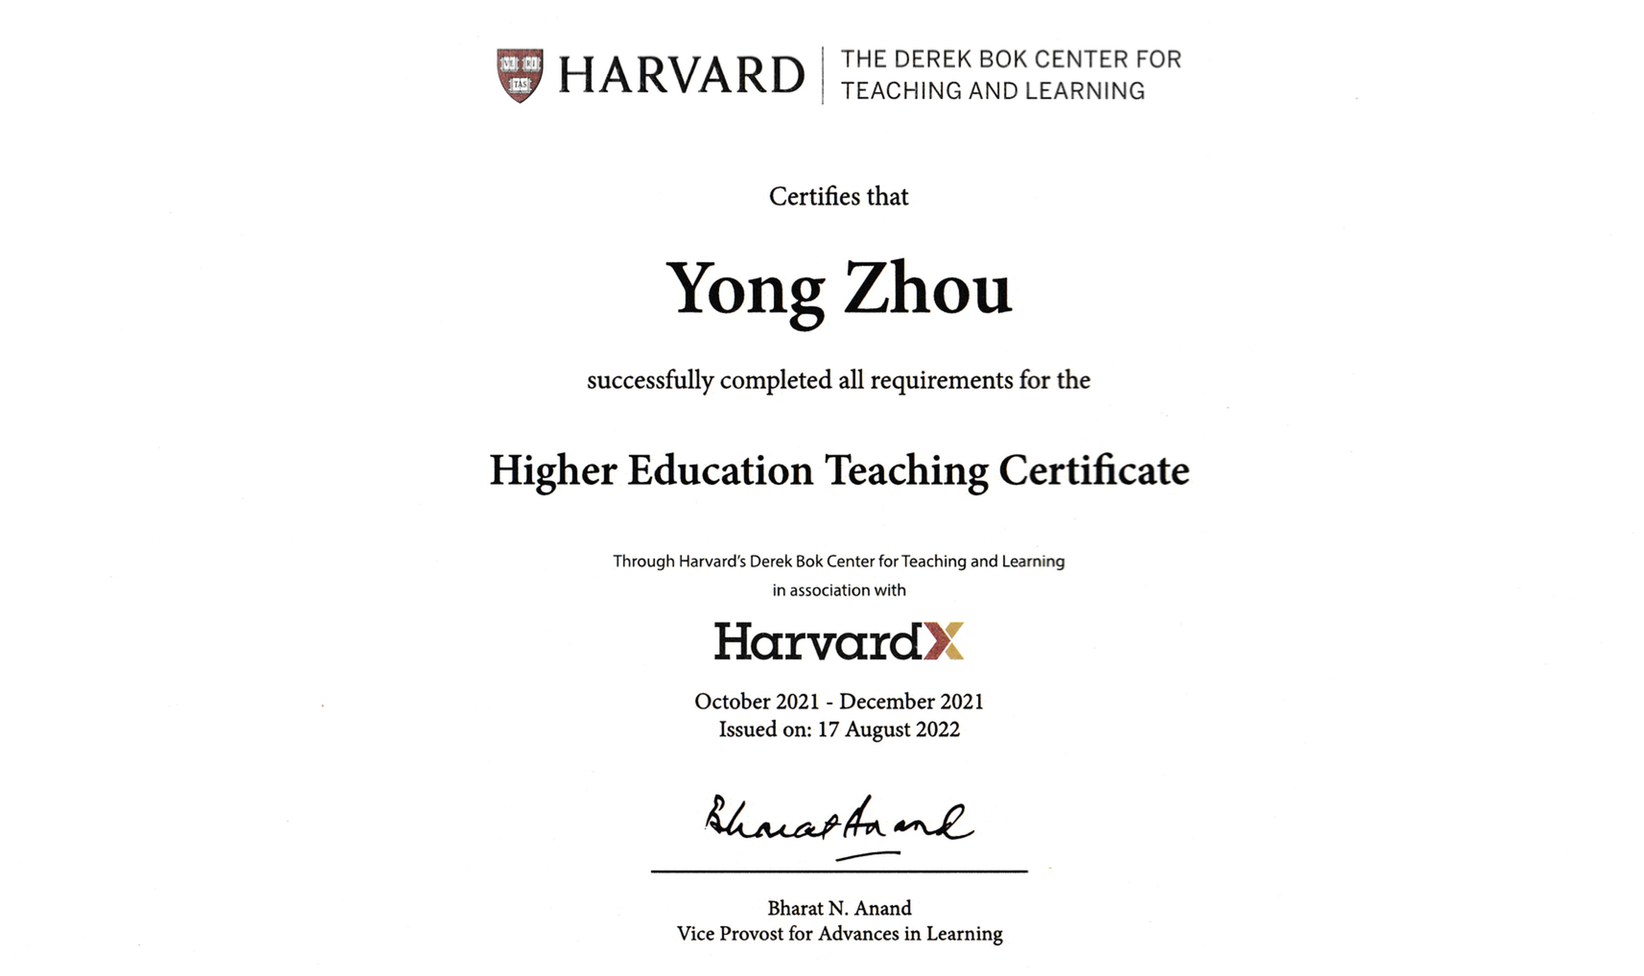 VE RI
TAS
HARVARD
THE DEREK BOK CENTER FOR
TEACHING AND LEARNING
Certifies that
Yong Zhou
successfully completed all requirements for the
Higher Education Teaching Certificate
Through Harvard's Derek Bok Center for Teaching and Learning
in association with
HarvardX
October 2021 - December 2021
Issued on: 17 August 2022
Bharat Anand
Bharat N. Anand
Vice Provost for Advances in Learning